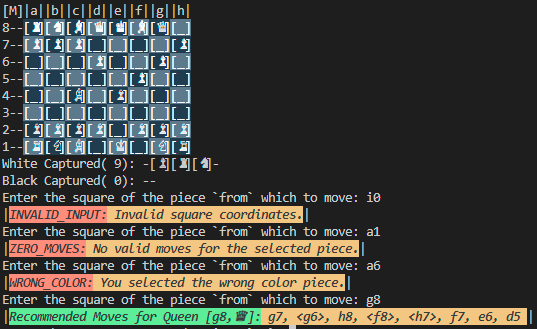 [M]||a||b||c||d||e||f||g||h|
8--[♜][♞][♝][♛][♚][♝][♛][_]
7--[♟][♟][♟][_][_][_][_][♟]
6--[_][_][_][♟][_][_][♟][_]
5--[_][_][_][_][_][♟][_][_]
4--[_][_][♗][_][♙][_][_][_]
3--[_][_][_][_][_][_][_][_]
2--[♙][♙][♙][♙][_][♙][♙][♙]
1--[♖][♘][♗][_][♔][_][♘][♖]
White Captured( 9): -[♟][♜][♞]-
Black Captured( 0): --
Enter the square of the piece `from` which to move: i0
|INVALID_INPUT: Invalid square coordinates.|
Enter the square of the piece `from` which to move: a1
|ZERO_MOVES: No valid moves for the selected piece.|
Enter the square of the piece `from` which to move: a6
|WRONG_COLOR: You selected the wrong color piece.|
Enter the square of the piece `from` which to move: g8
|Recommended Moves for Queen [g8,♛]: g7, <g6>, h8, <f8>, <h7>, f7, e6, d5 |